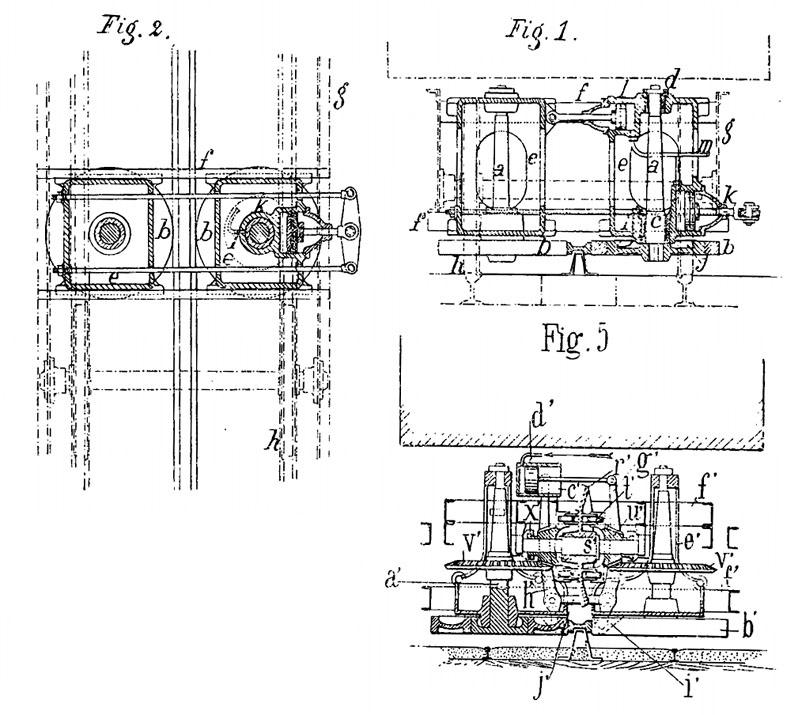 Fig. 2.
g
f
k
b
b
i
e
e
h
Fig. 1.
f
l
d
g
m
e
a
e
a
k
f
i
c
b
b
h
j
Fig. 5
d'
r'
g'
c'
t'
f'
x
u'
s'
e'
v'
v'
a'
h'
f'
b'
j'
i'